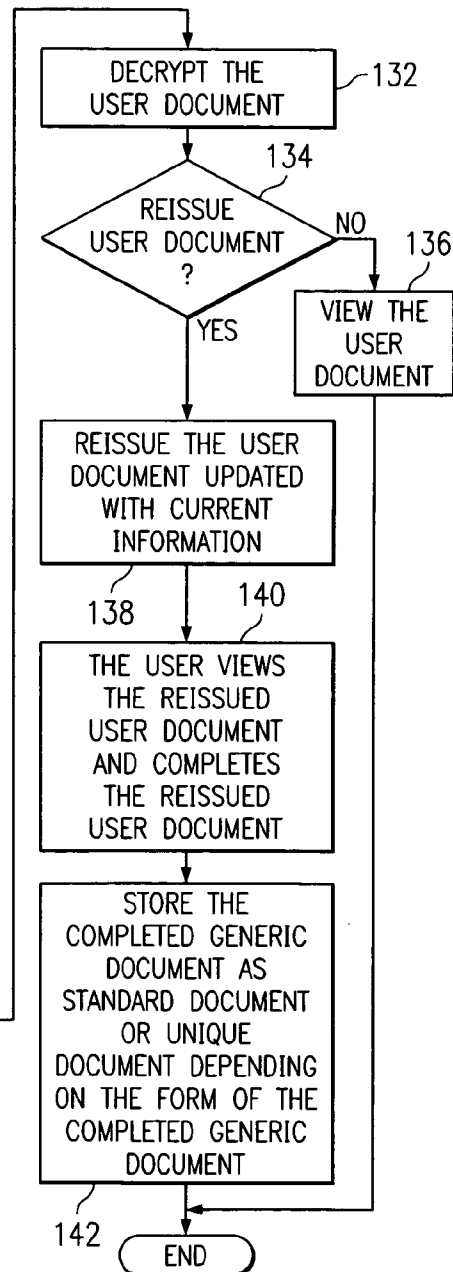 DECRYPT THE
USER DOCUMENT
132
134
REISSUE
USER DOCUMENT
?
NO
YES
136
VIEW THE
USER
DOCUMENT
REISSUE THE USER
DOCUMENT UPDATED
WITH CURRENT
INFORMATION
138
140
THE USER VIEWS
THE REISSUED
USER DOCUMENT
AND COMPLETES
THE REISSUED
USER DOCUMENT
STORE THE
COMPLETED GENERIC
DOCUMENT AS
STANDARD DOCUMENT
OR UNIQUE
DOCUMENT DEPENDING
ON THE FORM OF THE
COMPLETED GENERIC
DOCUMENT
142
END